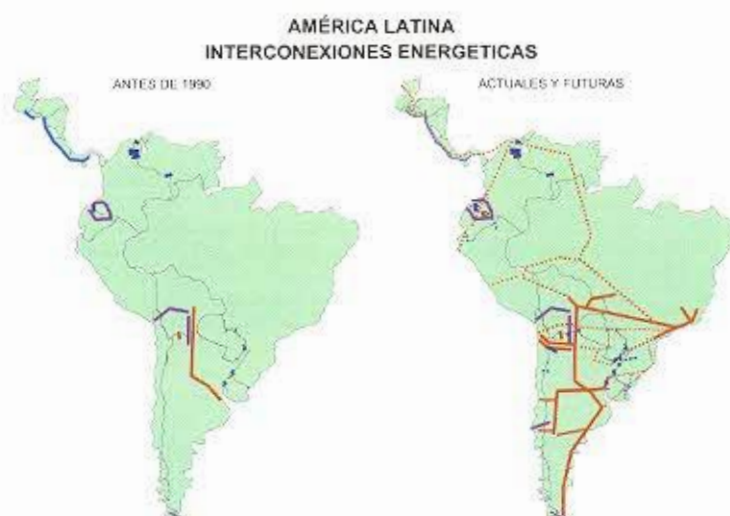 AMÉRICA LATINA
INTERCONEXIONES ENERGETICAS
ANTES DE 1990
ACTUALES Y FUTURAS